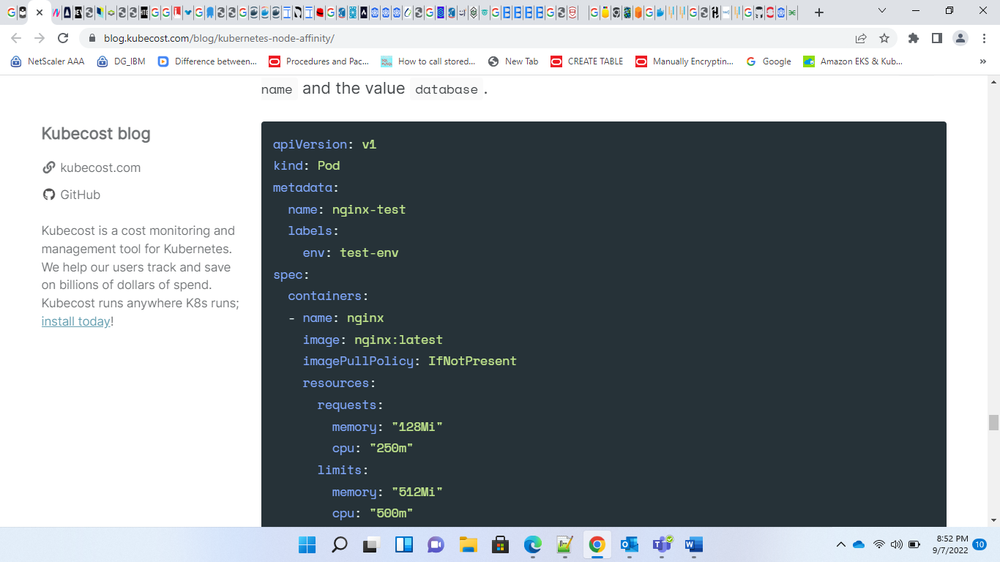 blog.kubecost.com/blog/kubernetes-node-affinity/
NetScaler AAA
DG_IBM
Difference between...
Procedures and Pac...
How to call stored...
New Tab
CREATE TABLE
Manually Encryptin...
Google
Amazon EKS & Kub...
»
name and the value database.
Kubecost blog
kubecost.com
GitHub
Kubecost is a cost monitoring and
management tool for Kubernetes.
We help our users track and save
on billions of dollars of spend.
Kubecost runs anywhere K8s runs;
install today!
apiVersion: v1
kind: Pod
metadata:
  name: nginx-test
  labels:
    env: test-env
spec:
  containers:
  - name: nginx
    image: nginx:latest
    imagePullPolicy: IfNotPresent
    resources:
      requests:
        memory: "128Mi"
        cpu: "250m"
      limits:
        memory: "512Mi"
        cpu: "500m"
8:52 PM
9/7/2022
10